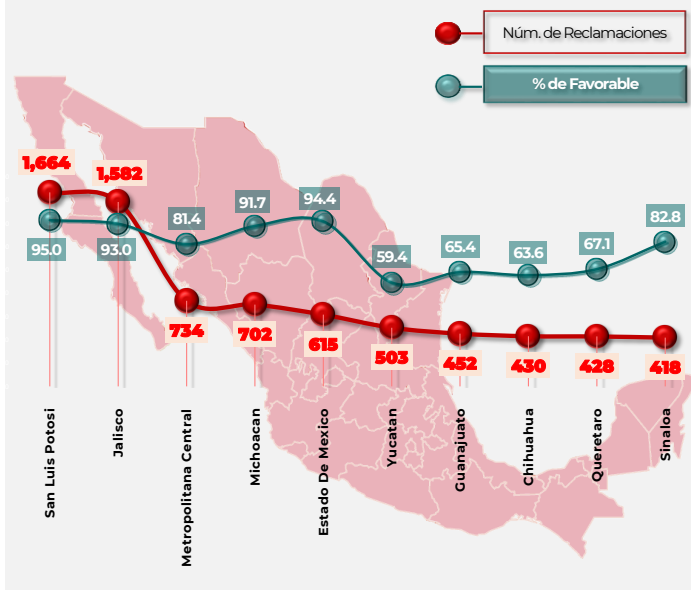 Núm. de Reclamaciones
% de Favorable
1,664
1,582
95.0
93.0
81.4
91.7
94.4
59.4
65.4
63.6
67.1
82.8
734
702
615
503
452
430
428
418
San Luis Potosi
Jalisco
Metropolitana Central
Michoacan
Estado De Mexico
Yucatan
Guanajuato
Chihuahua
Queretaro
Sinaloa